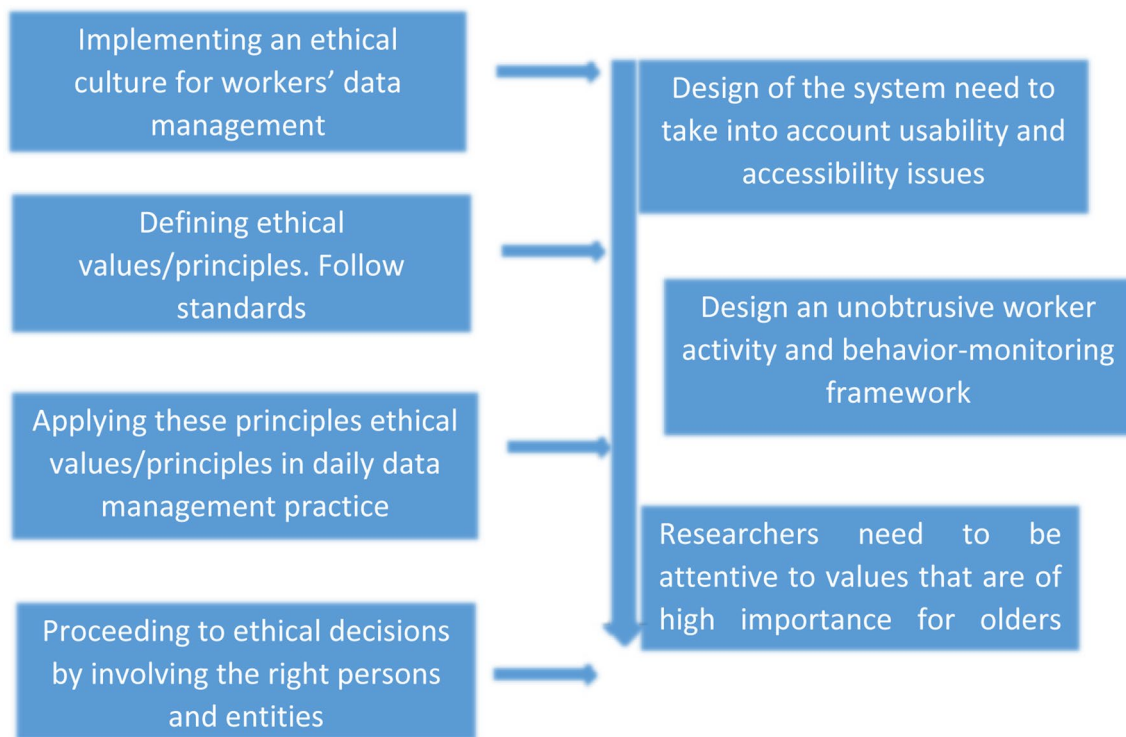 Implementing an ethical
culture for workers’ data
management
Defining ethical
values/principles. Follow
standards
Applying these principles ethical
values/principles in daily data
management practice
Proceeding to ethical decisions
by involving the right persons
and entities
Design of the system need to
take into account usability and
accessibility issues
Design an unobtrusive worker
activity and behavior-monitoring
framework
Researchers need to be
attentive to values that are of
high importance for olders